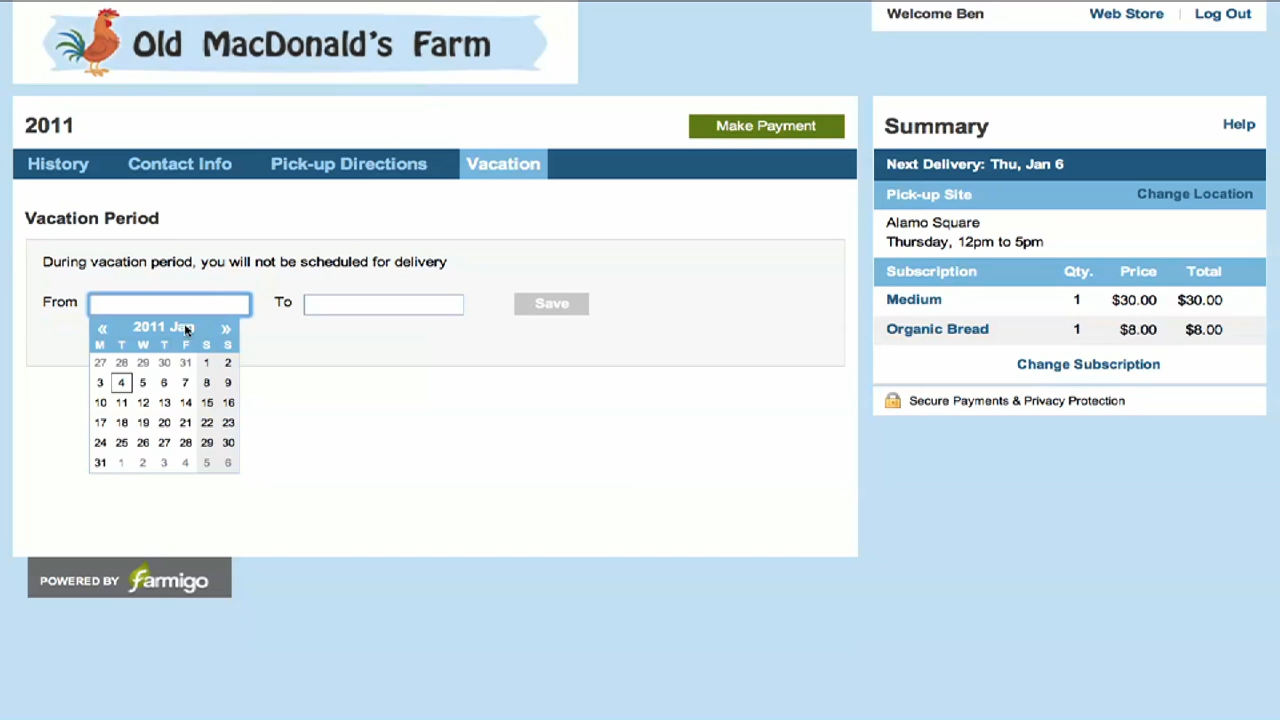 Old MacDonald's Farm
Welcome Ben
Web Store
Log Out
2011
Make Payment
History
Contact Info
Pick-up Directions
Vacation
Vacation Period
During vacation period, you will not be scheduled for delivery
From
To
Save
« 2011 Jan »
M T W T F S S
27 28 29 30 31 1 2
3 4 5 6 7 8 9
10 11 12 13 14 15 16
17 18 19 20 21 22 23
24 25 26 27 28 29 30
31 1 2 3 4 5 6
POWERED BY farmigo
Summary
Help
Next Delivery: Thu, Jan 6
Pick-up Site
Change Location
Alamo Square
Thursday, 12pm to 5pm
Subscription Qty. Price Total
Medium 1 $30.00 $30.00
Organic Bread 1 $8.00 $8.00
Change Subscription
Secure Payments & Privacy Protection